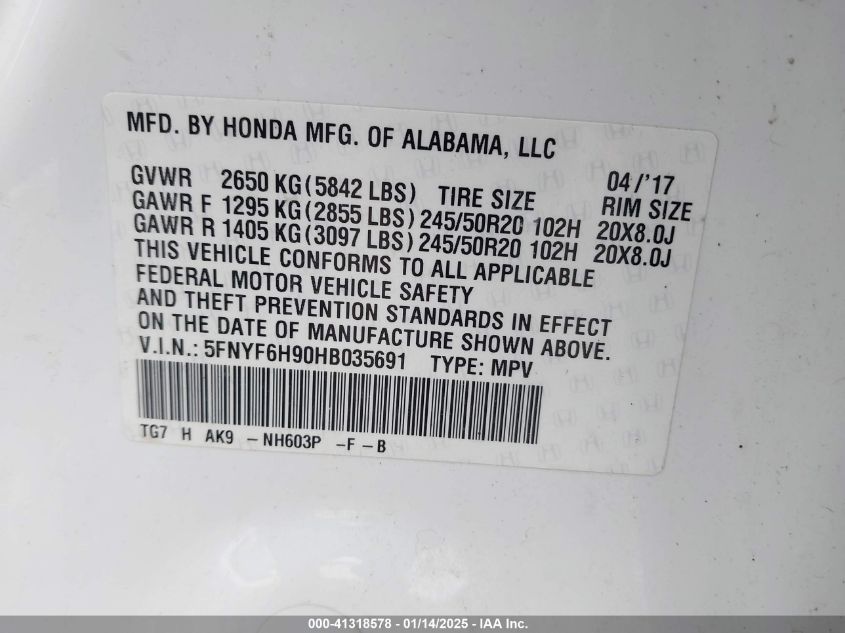 MFD. BY HONDA MFG. OF ALABAMA, LLC
04/'17
GVWR 2650 KG(5842 LBS) TIRE SIZE RIM SIZE
GAWR F 1295 KG(2855 LBS) 245/50R20 102H 20X8.0J
GAWR R 1405 KG(3097 LBS) 245/50R20 102H 20X8.0J
THIS VEHICLE CONFORMS TO ALL APPLICABLE
FEDERAL MOTOR VEHICLE SAFETY
AND THEFT PREVENTION STANDARDS IN EFFECT
ON THE DATE OF MANUFACTURE SHOWN ABOVE.
V.I.N.: 5FNYF6H90HB035691 TYPE: MPV
TG7 H AK9 -NH603P -F-B
000-41318578 - 01/14/2025 - IAA Inc.